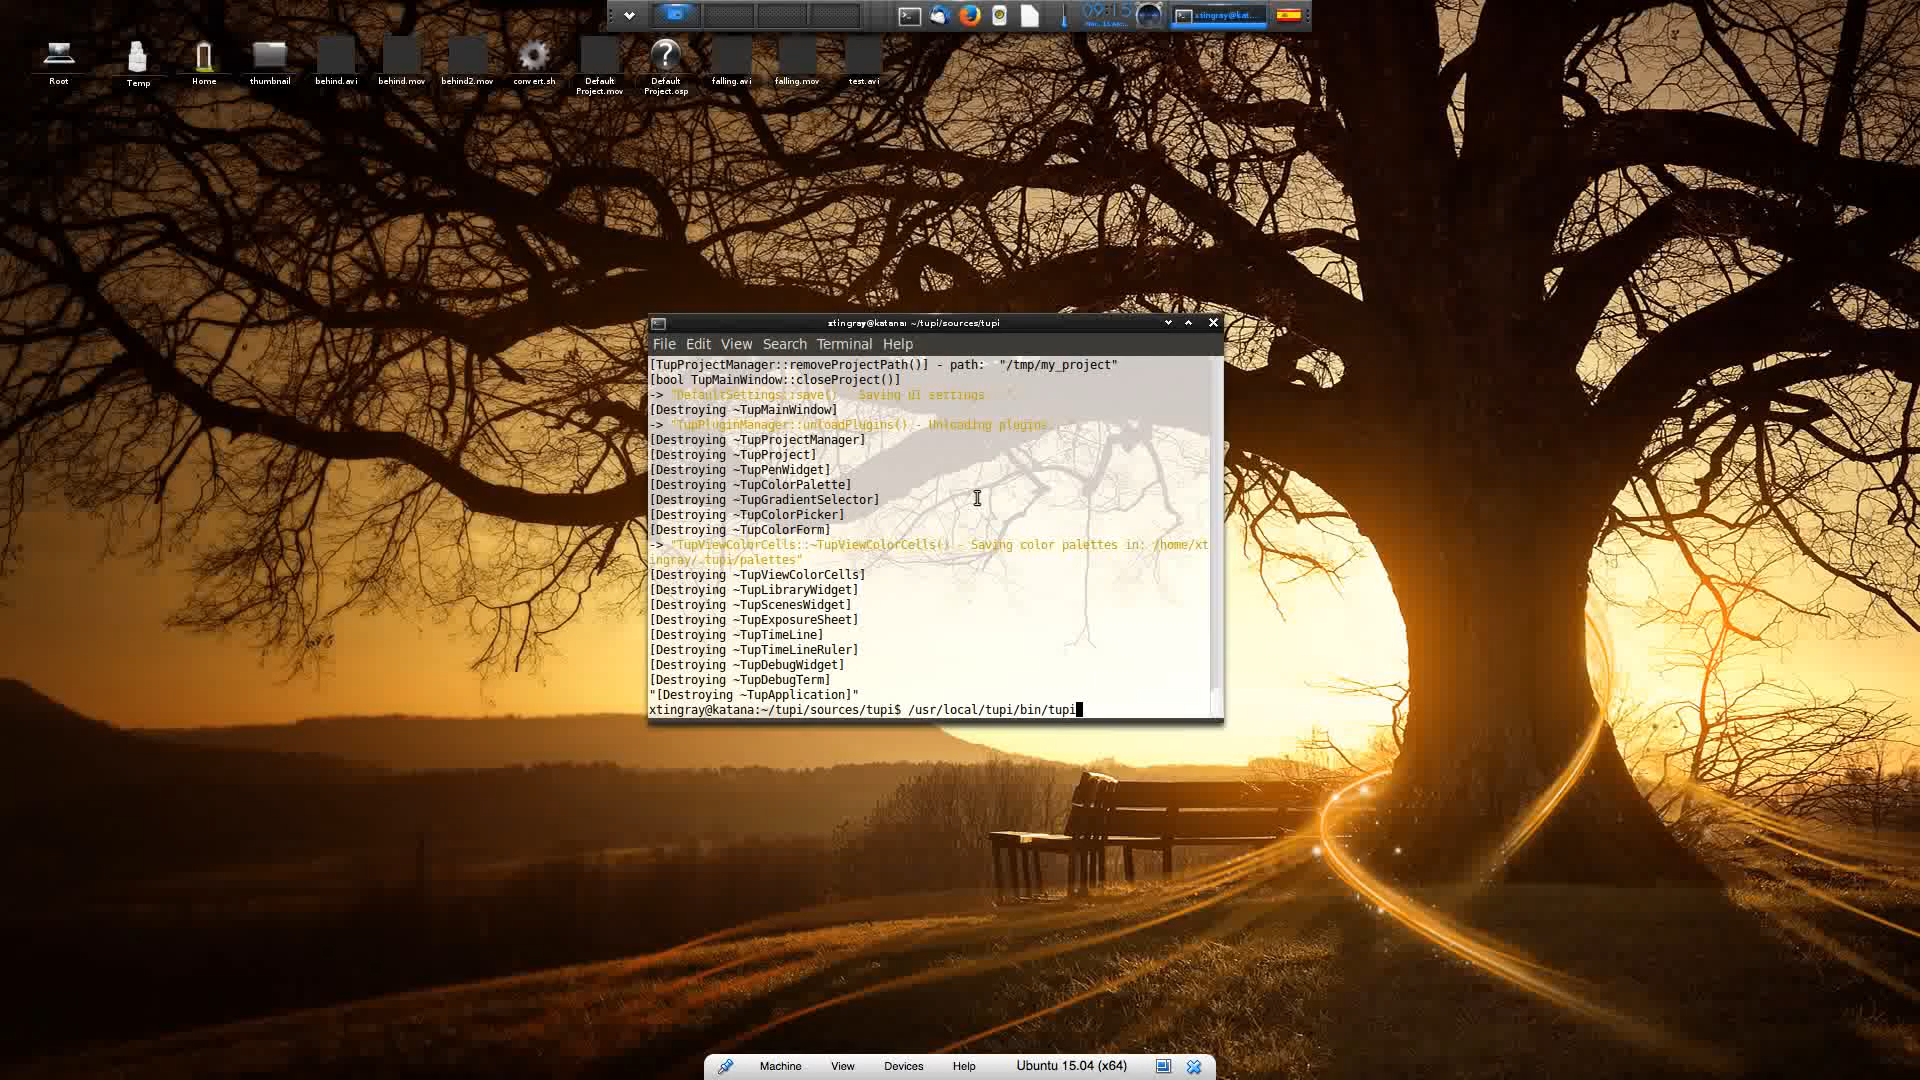 09:15
xtingray@kat...
Root
Temp
Home
thumbnail
behind.avi
behind.mov
behind2.mov
convert.sh
Default Project.mov
Default Project.osp
falling.avi
falling.mov
test.avi
xtingray@katana: ~/tupi/sources/tupi
File Edit View Search Terminal Help
[TupProjectManager::removeProjectPath()] - path:  "/tmp/my_project"
[bool TupMainWindow::closeProject()]
-> "DefaultSettings::save() - Saving UI settings
[Destroying ~TupMainWindow]
-> "TupPluginManager::unloadPlugins() - Unloading plugins
[Destroying ~TupProjectManager]
[Destroying ~TupProject]
[Destroying ~TupPenWidget]
[Destroying ~TupColorPalette]
[Destroying ~TupGradientSelector]
[Destroying ~TupColorPicker]
[Destroying ~TupColorForm]
-> "TupViewColorCells::~TupViewColorCells() - Saving color palettes in: /home/xt
ingray/.tupi/palettes"
[Destroying ~TupViewColorCells]
[Destroying ~TupLibraryWidget]
[Destroying ~TupScenesWidget]
[Destroying ~TupExposureSheet]
[Destroying ~TupTimeLine]
[Destroying ~TupTimeLineRuler]
[Destroying ~TupDebugWidget]
[Destroying ~TupDebugTerm]
"[Destroying ~TupApplication]"
xtingray@katana:~/tupi/sources/tupi$ /usr/local/tupi/bin/tupi
Machine View Devices Help Ubuntu 15.04 (x64)